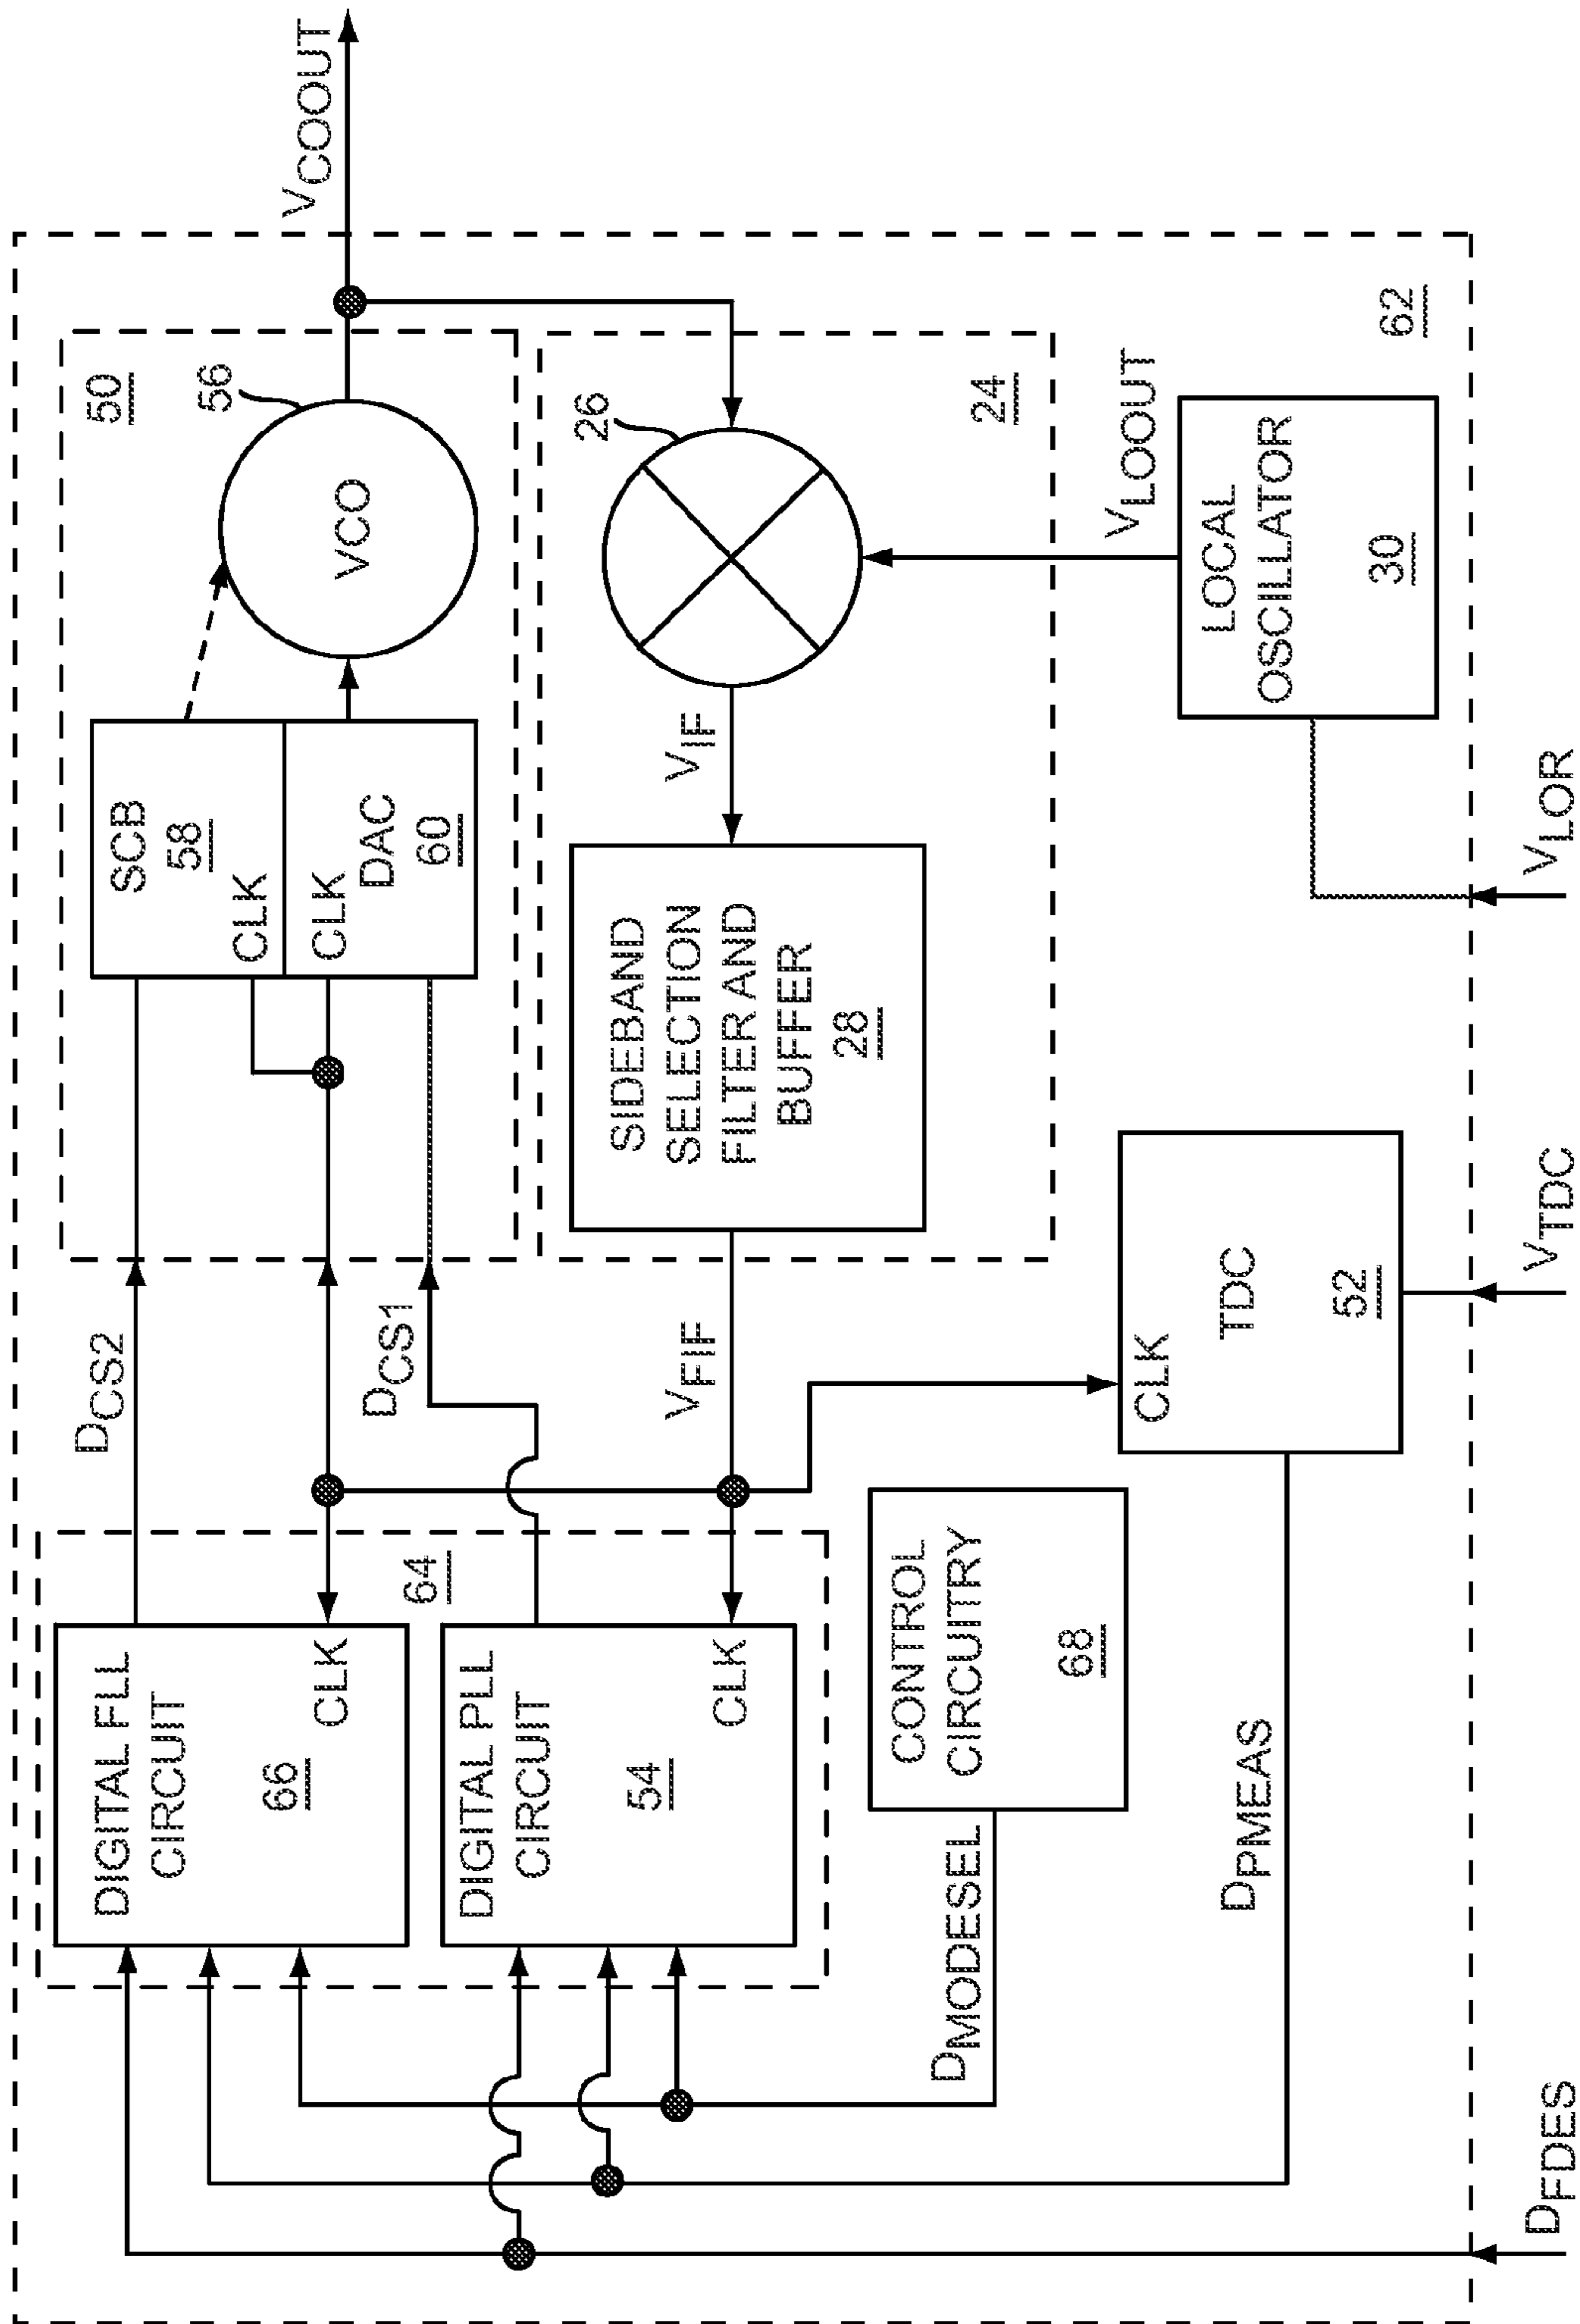 DIGITAL FLL
CIRCUIT
66
CLK
DIGITAL PLL
CIRCUIT
54
CLK
64
DCS2
DCS1
SCB
58
CLK
CLK
DAC
60
50
56
VCO
VCOOUT
VFIF
SIDEBAND
SELECTION
FILTER AND
BUFFER
28
VIF
26
24
VLOOUT
LOCAL
OSCILLATOR
30
62
CONTROL
CIRCUITRY
68
DMODESEL
DPMEAS
CLK
TDC
52
DFDES
VTDC
VLOR